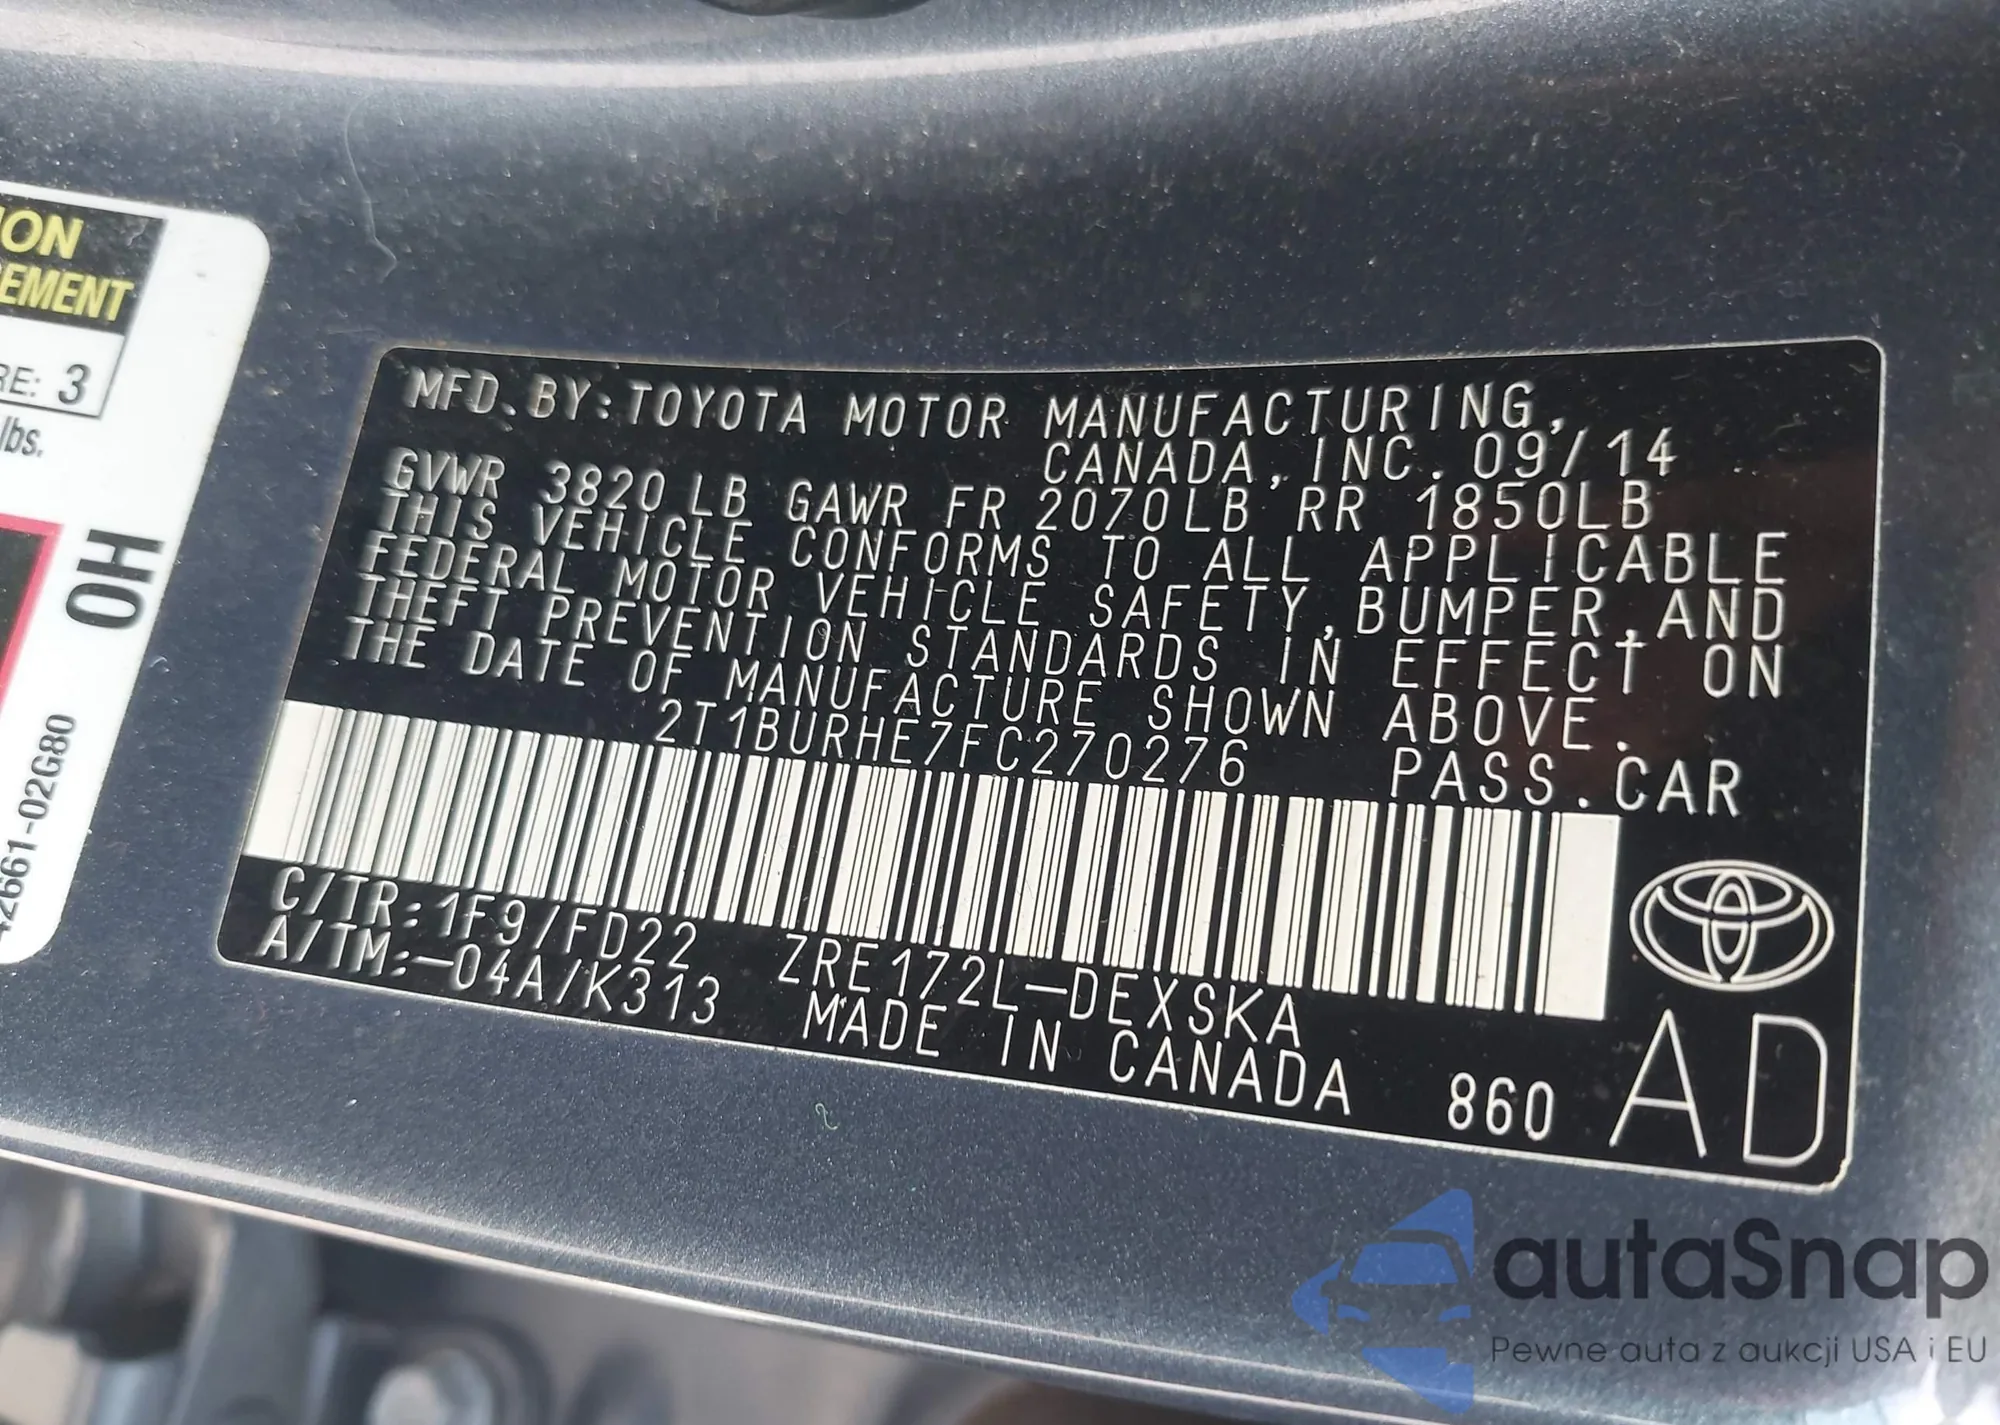 ION
EMENT
RE: 3
lbs.
OH
42661-02G80
MFD.BY:TOYOTA MOTOR MANUFACTURING,
CANADA,INC.09/14
GVWR 3820LB GAWR FR 2070LB RR 1850LB
THIS VEHICLE CONFORMS TO ALL APPLICABLE
FEDERAL MOTOR VEHICLE SAFETY,BUMPER,AND
THEFT PREVENTION STANDARDS IN EFFECT ON
THE DATE OF MANUFACTURE SHOWN ABOVE.
2T1BURHE7FC270276 PASS.CAR
C/TR:1F9/FD22 ZRE172L-DEXSKA
A/TM:-04A/K313 MADE IN CANADA 860 AD
autaSnap
Pewne auta z aukcji USA i EU